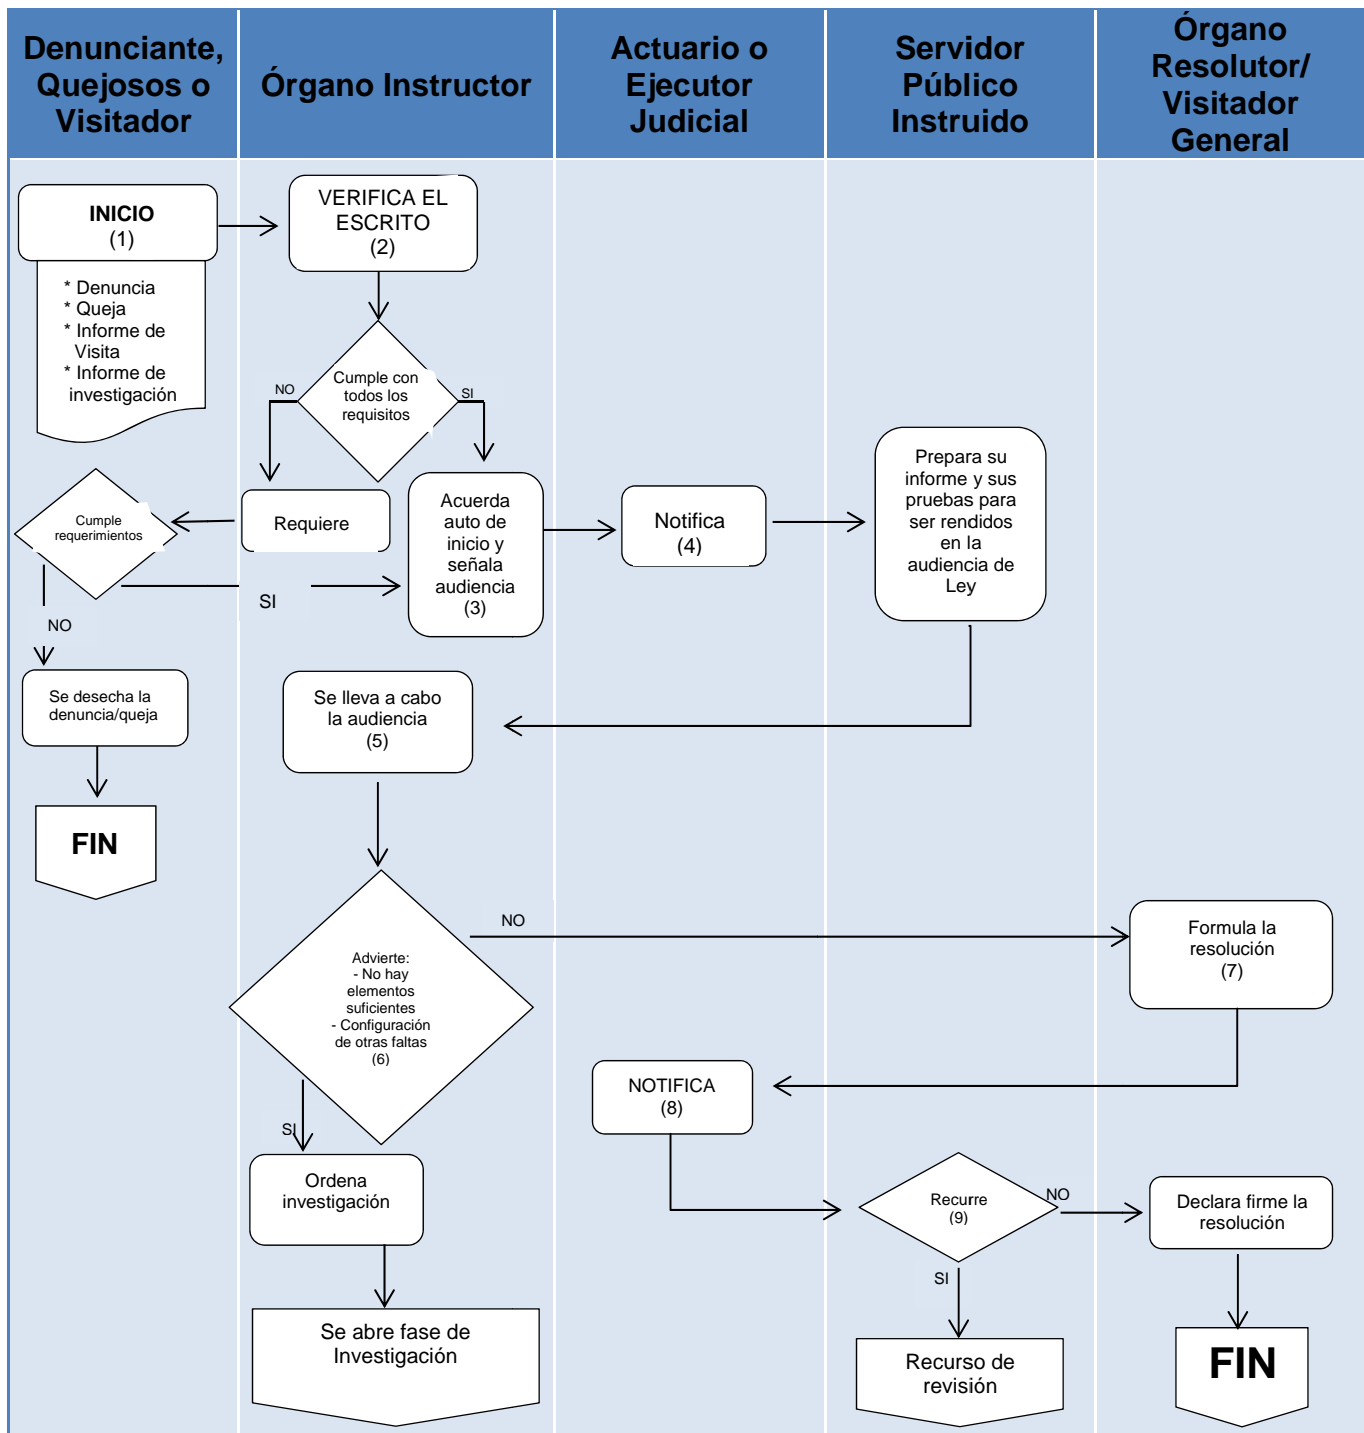 Denunciante,
Quejosos o
Visitador
Órgano Instructor
Actuario o
Ejecutor
Judicial
Servidor
Público
Instruido
Órgano
Resolutor/
Visitador
General
INICIO
(1)
* Denuncia
* Queja
* Informe de
Visita
* Informe de
investigación
VERIFICA EL
ESCRITO
(2)
Cumple con
todos los
requisitos
NO
SI
Requiere
Cumple
requerimientos
SI
NO
Acuerda
auto de
inicio y
señala
audiencia
(3)
Notifica
(4)
Prepara su
informe y sus
pruebas para
ser rendidos
en la
audiencia de
Ley
Se desecha la
denuncia/queja
FIN
Se lleva a cabo
la audiencia
(5)
Advierte:
- No hay
elementos
suficientes
- Configuración
de otras faltas
(6)
NO
SI
Formula la
resolución
(7)
NOTIFICA
(8)
Ordena
investigación
Se abre fase de
Investigación
Recurre
(9)
NO
SI
Declara firme la
resolución
Recurso de
revisión
FIN